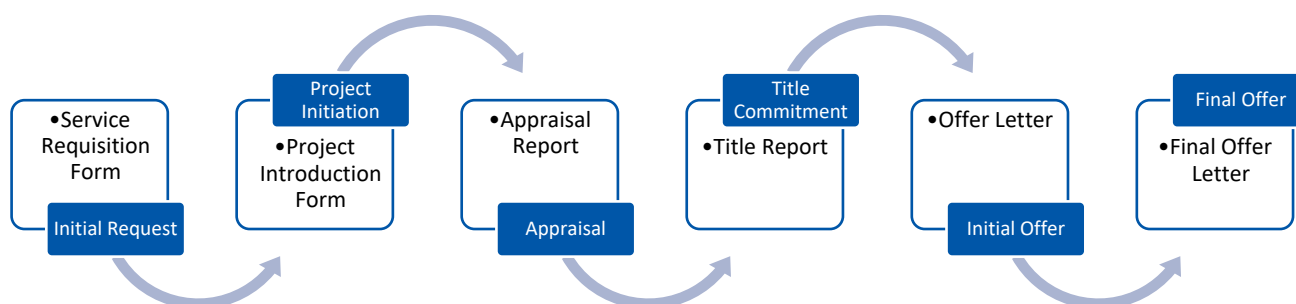 •Service
Requisition
Form
Initial Request
Project
Initiation
•Project
Introduction
Form
•Appraisal
Report
Appraisal
Title
Commitment
•Title Report
•Offer Letter
Initial Offer
Final Offer
•Final Offer
Letter